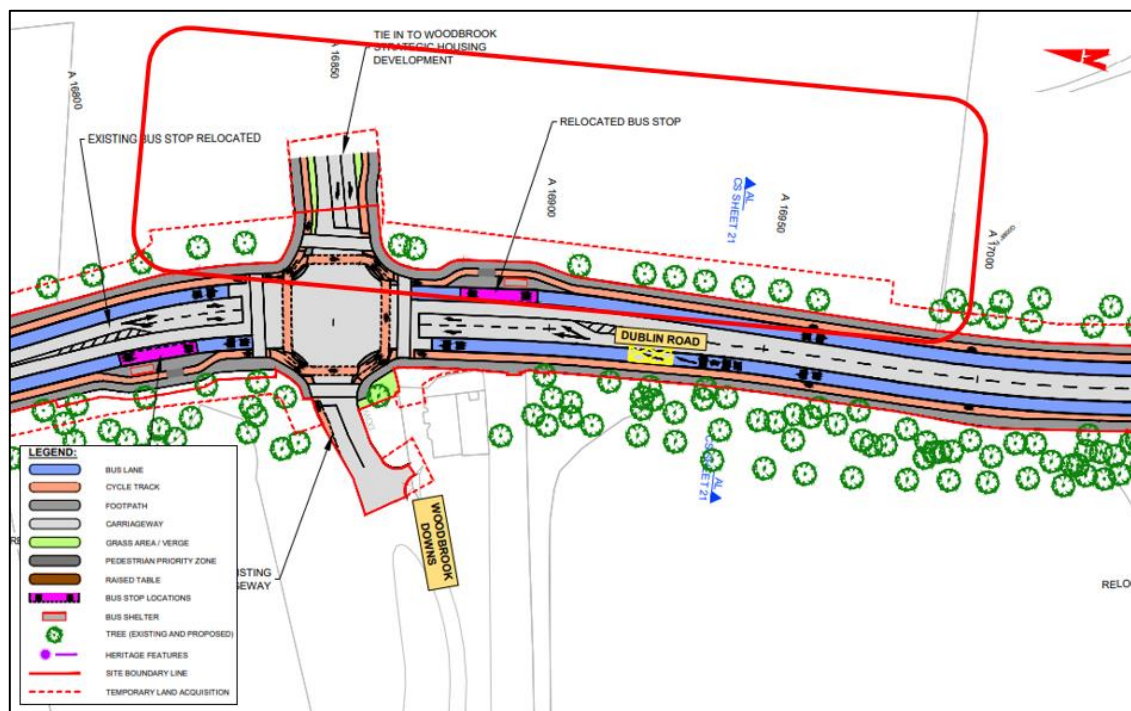 TIE IN TO WOODBROOK
STRATEGIC HOUSING
DEVELOPMENT
A 16800
A 16850
EXISTING BUS STOP RELOCATED
RELOCATED BUS STOP
A 16900
AL
CS SHEET 21
A 16950
A 17000
DUBLIN ROAD
AL
CS SHEET 21
WOODBROOK
DOWNS
ISTING
GEWAY
RE
RELO
LEGEND:
BUS LANE
CYCLE TRACK
FOOTPATH
CARRIAGEWAY
GRASS AREA / VERGE
PEDESTRIAN PRIORITY ZONE
RAISED TABLE
BUS STOP LOCATIONS
BUS SHELTER
TREE (EXISTING AND PROPOSED)
HERITAGE FEATURES
SITE BOUNDARY LINE
TEMPORARY LAND ACQUISITION